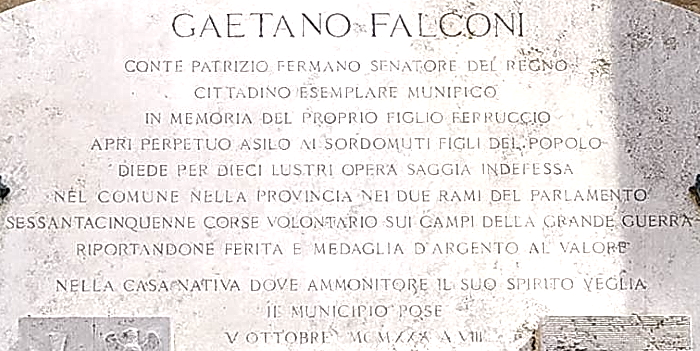 GAETANO FALCONI
CONTE PATRIZIO FERMANO SENATORE DEL REGNO
CITTADINO ESEMPLARE MUNIFICO
IN MEMORIA DEL PROPRIO FIGLIO FERRUCCIO
APRI PERPETUO ASILO AI SORDOMUTI FIGLI DEL POPOLO
DIEDE PER DIECI LUSTRI OPERA SAGGIA INDEFESSA
NEL COMUNE NELLA PROVINCIA NEI DUE RAMI DEL PARLAMENTO
SESSANTACINQUENNE CORSE VOLONTARIO SUI CAMPI DELLA GRANDE GUERRA
RIPORTANDONE FERITA E MEDAGLIA D'ARGENTO AL VALORE
NELLA CASA NATIVA DOVE AMMONITORE IL SUO SPIRITO VEGLIA
IL MUNICIPIO POSE
V OTTOBRE MCMXXX A VIII